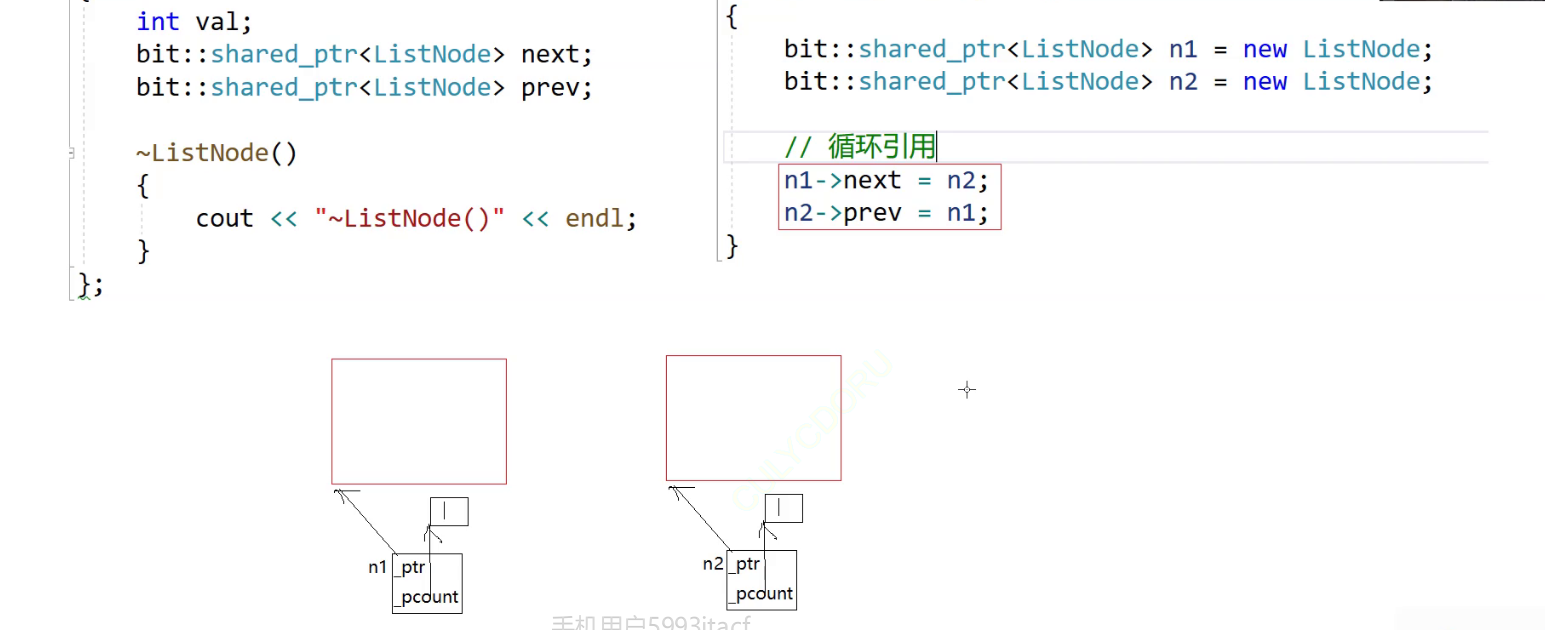 {
int val;
bit::shared_ptr<ListNode> next;
bit::shared_ptr<ListNode> prev;
~ListNode()
{
cout << "~ListNode()" << endl;
}
};
{
bit::shared_ptr<ListNode> n1 = new ListNode;
bit::shared_ptr<ListNode> n2 = new ListNode;
// 循环引用
n1->next = n2;
n2->prev = n1;
}
1
n1 _ptr
_pcount
1
n2 _ptr
_pcount
手机用户5993itacf